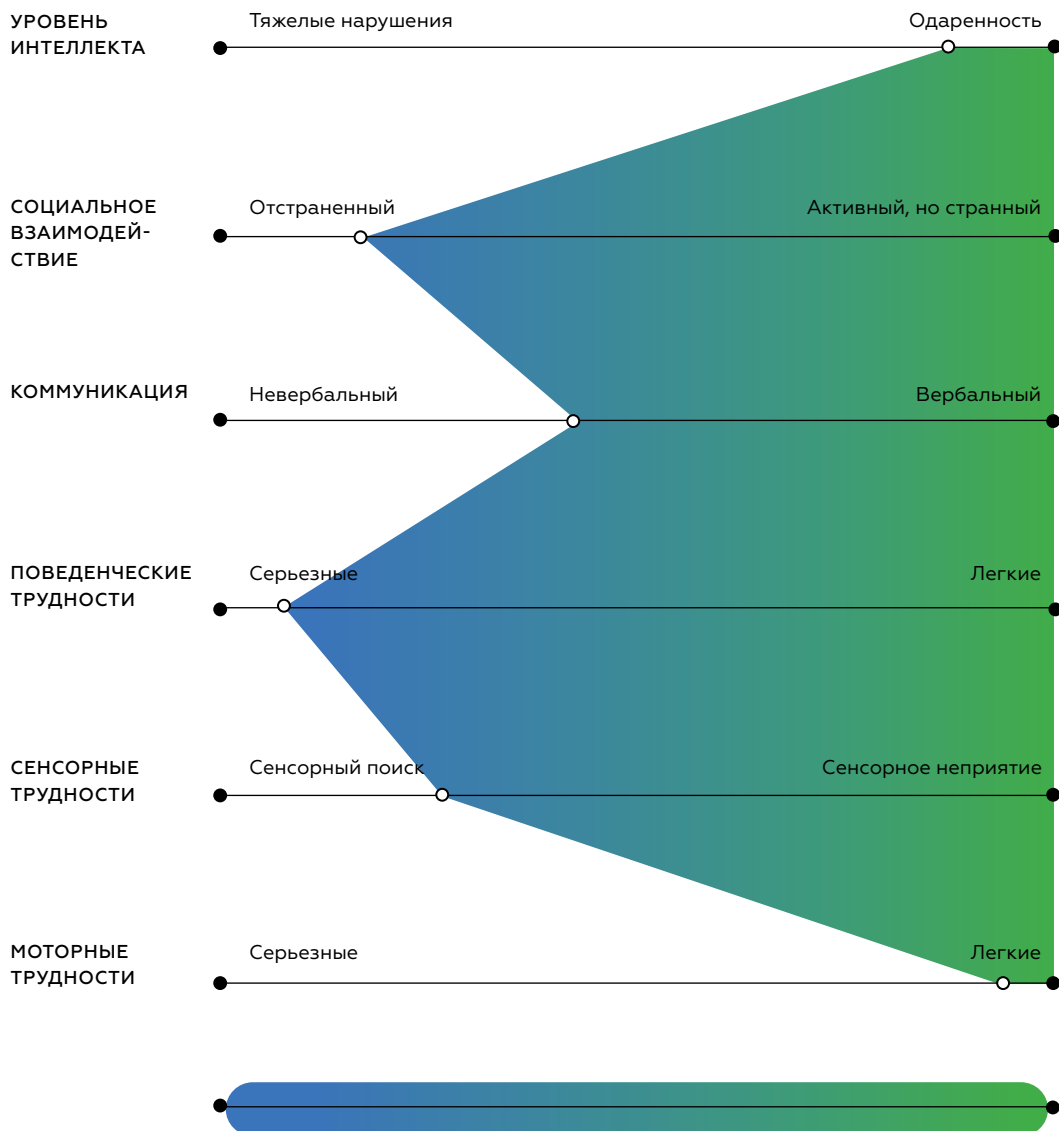 УРОВЕНЬ
ИНТЕЛЛЕКТА
Тяжелые нарушения
Одаренность
СОЦИАЛЬНОЕ
ВЗАИМОДЕЙ-
СТВИЕ
Отстраненный
Активный, но странный
КОММУНИКАЦИЯ
Невербальный
Вербальный
ПОВЕДЕНЧЕСКИЕ
ТРУДНОСТИ
Серьезные
Легкие
СЕНСОРНЫЕ
ТРУДНОСТИ
Сенсорный поиск
Сенсорное неприятие
МОТОРНЫЕ
ТРУДНОСТИ
Серьезные
Легкие